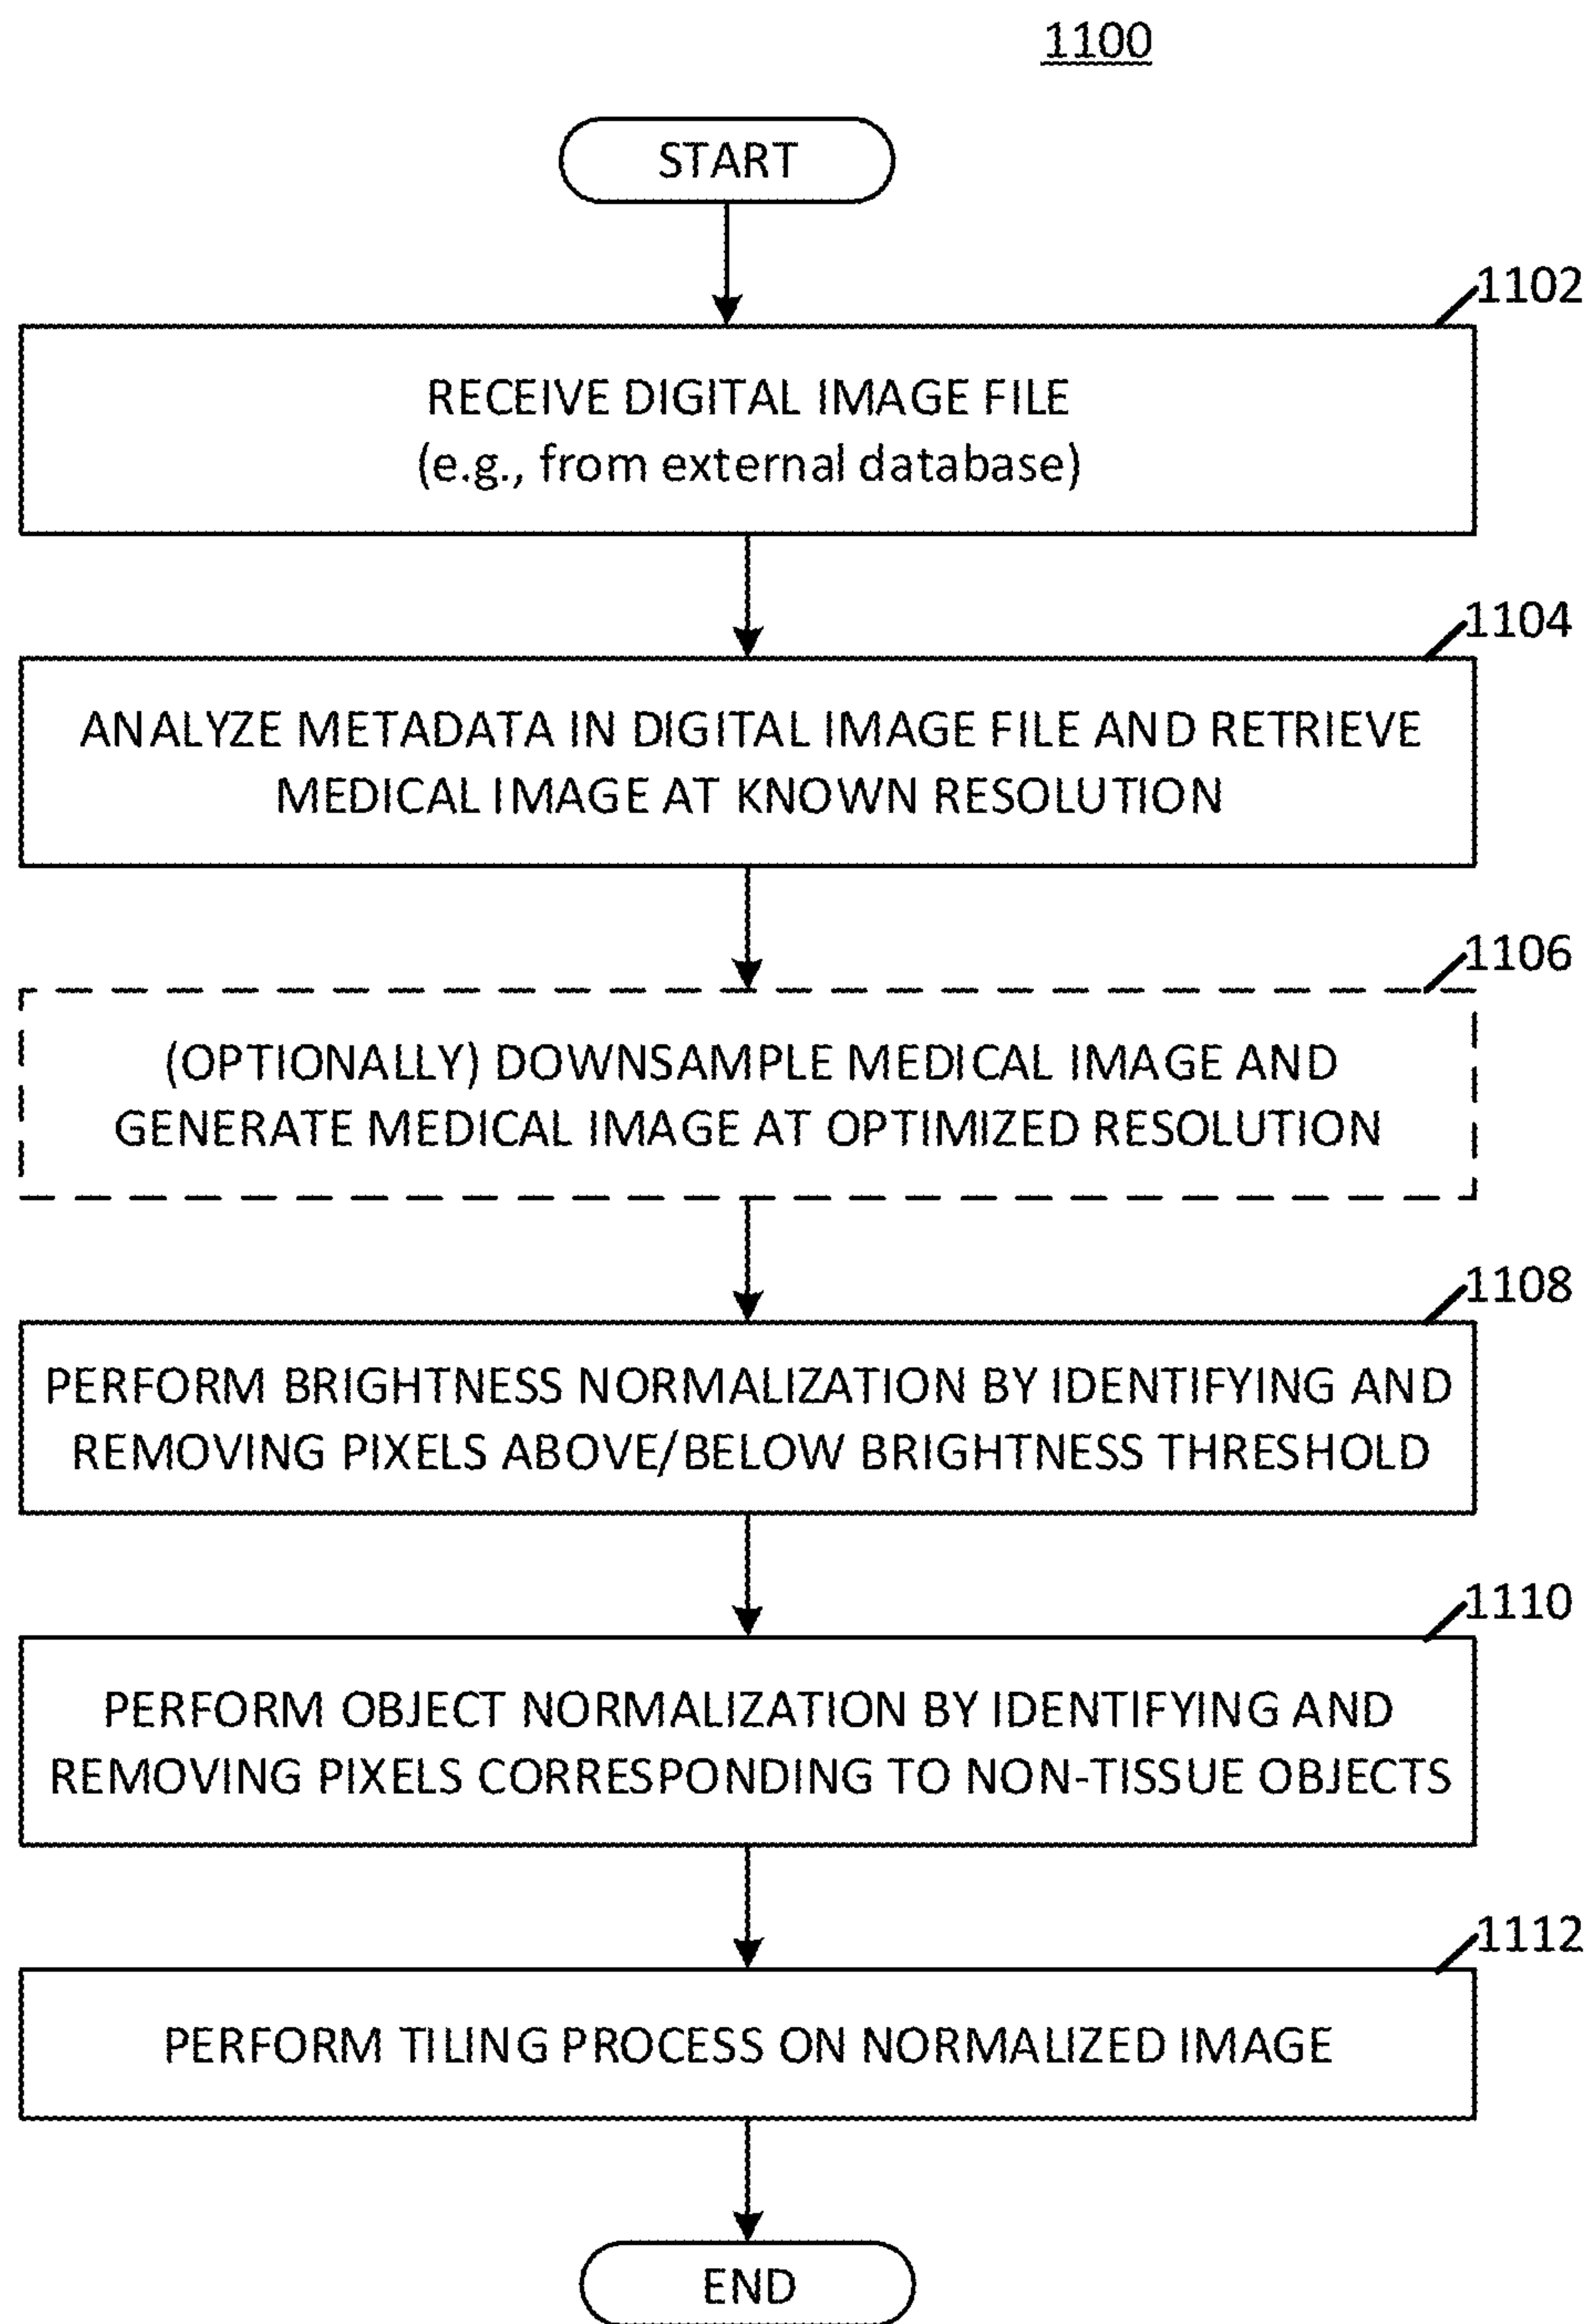 1100
START
1102
RECEIVE DIGITAL IMAGE FILE
(e.g., from external database)
1104
ANALYZE METADATA IN DIGITAL IMAGE FILE AND RETRIEVE
MEDICAL IMAGE AT KNOWN RESOLUTION
1106
(OPTIONALLY) DOWNSAMPLE MEDICAL IMAGE AND
GENERATE MEDICAL IMAGE AT OPTIMIZED RESOLUTION
1108
PERFORM BRIGHTNESS NORMALIZATION BY IDENTIFYING AND
REMOVING PIXELS ABOVE/BELOW BRIGHTNESS THRESHOLD
1110
PERFORM OBJECT NORMALIZATION BY IDENTIFYING AND
REMOVING PIXELS CORRESPONDING TO NON-TISSUE OBJECTS
1112
PERFORM TILING PROCESS ON NORMALIZED IMAGE
END